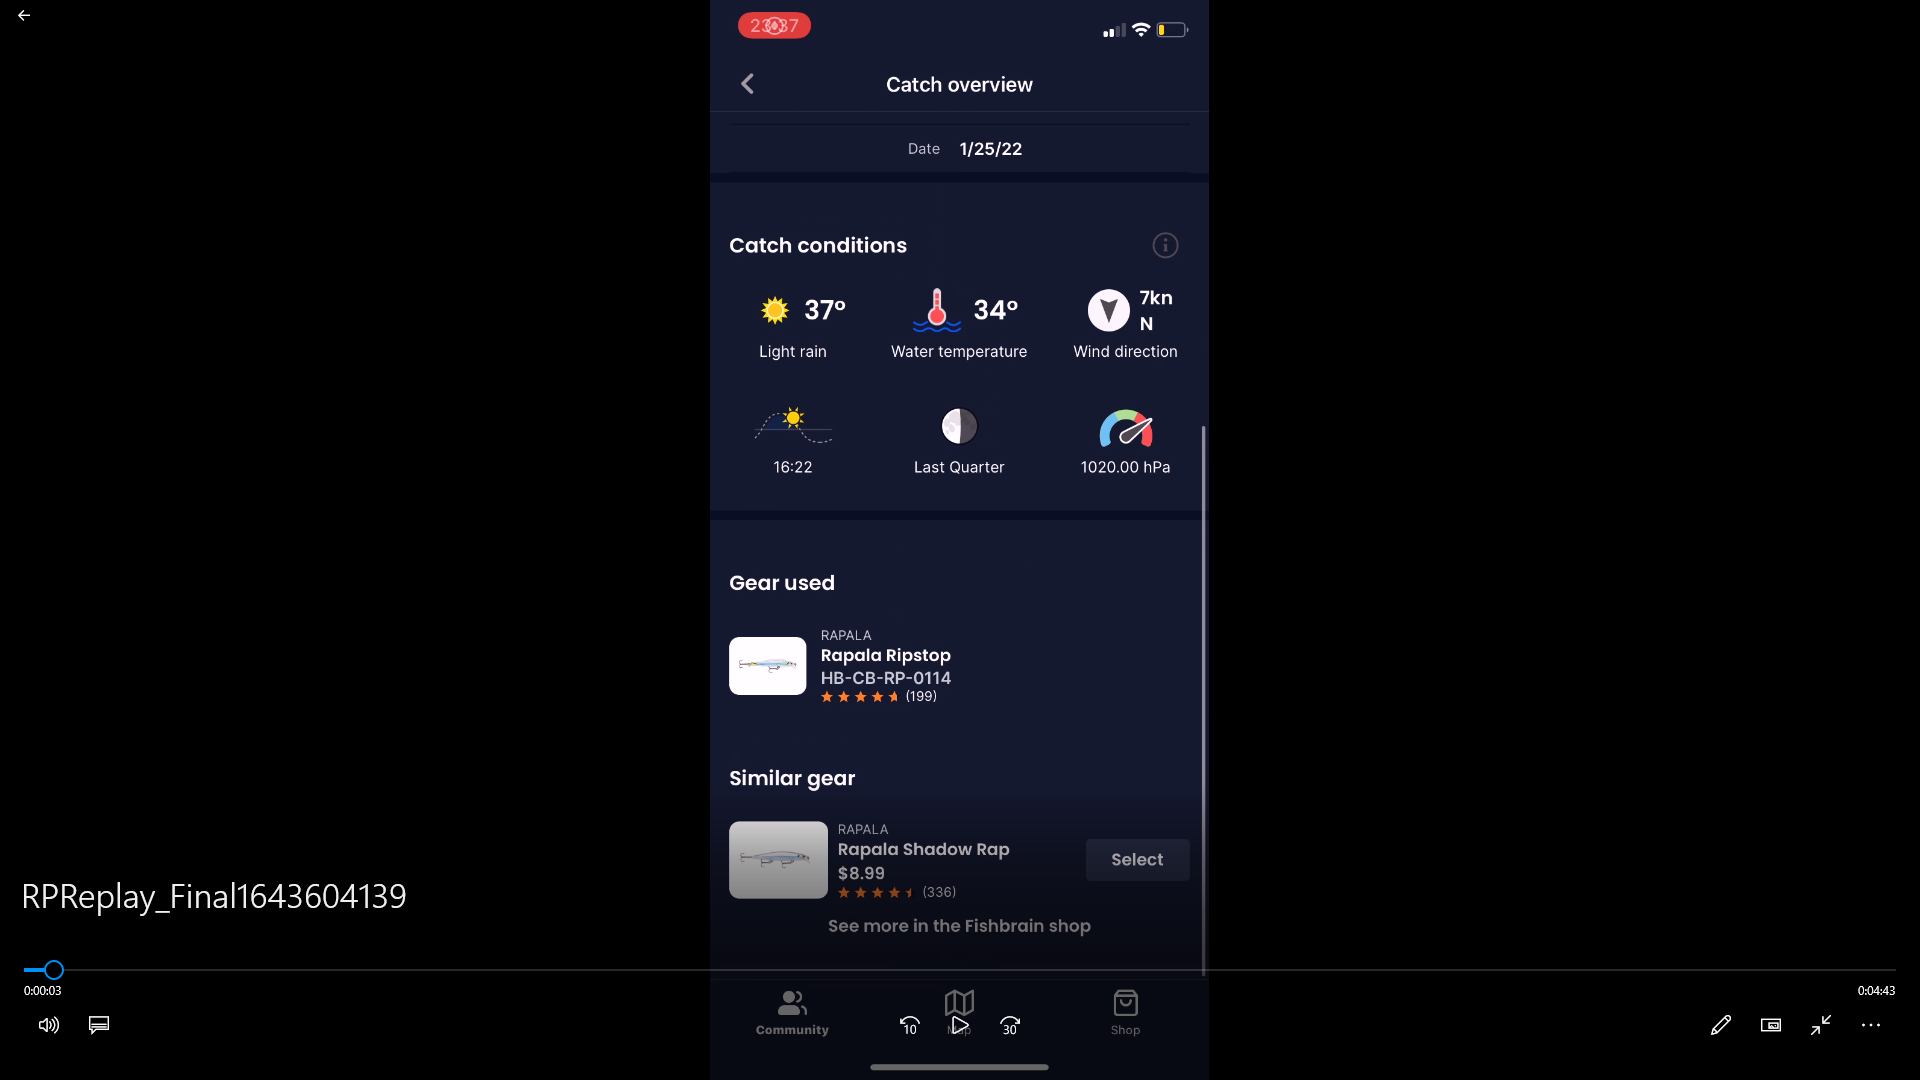 23:37
Catch overview
Date 1/25/22
Catch conditions
37° 34° 7kn
N
Light rain Water temperature Wind direction
16:22 Last Quarter 1020.00 hPa
Gear used
RAPALA
Rapala Ripstop
HB-CB-RP-0114
(199)
Similar gear
RAPALA
Rapala Shadow Rap
$8.99
(336)
Select
See more in the Fishbrain shop
RPReplay_Final1643604139
0:00:03 0:04:43
Community Map Shop
10 30